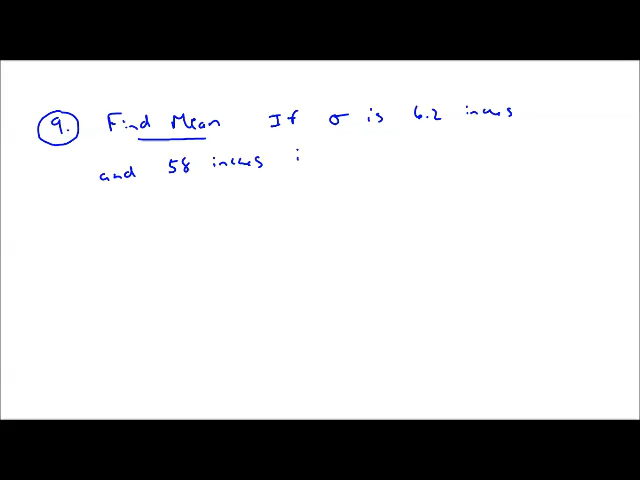 9. Find Mean If σ is 6.2 inches
and 58 inches i